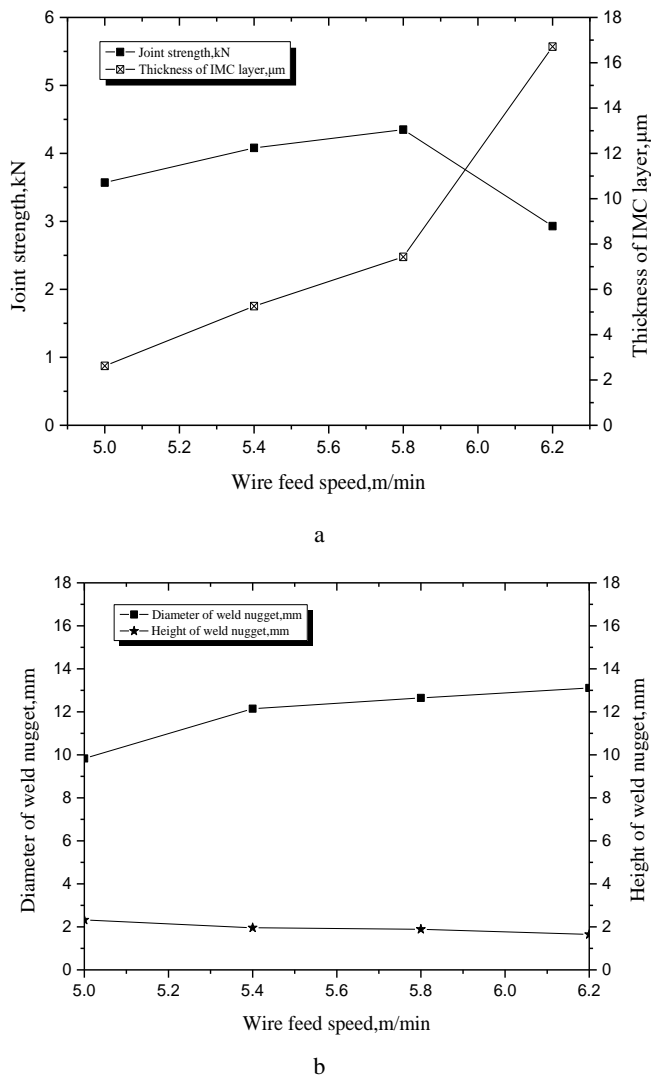 6
5
4
3
2
1
0
Joint strength,kN
Joint strength,kN
Thickness of IMC layer,μm
18
16
14
12
10
8
6
4
2
0
Thickness of IMC layer,μm
5.0 5.2 5.4 5.6 5.8 6.0 6.2
Wire feed speed,m/min
a
18
16
14
12
10
8
6
4
2
0
Diameter of weld nugget,mm
Diameter of weld nugget,mm
Height of weld nugget,mm
18
16
14
12
10
8
6
4
2
0
Height of weld nugget,mm
5.0 5.2 5.4 5.6 5.8 6.0 6.2
Wire feed speed,m/min
b